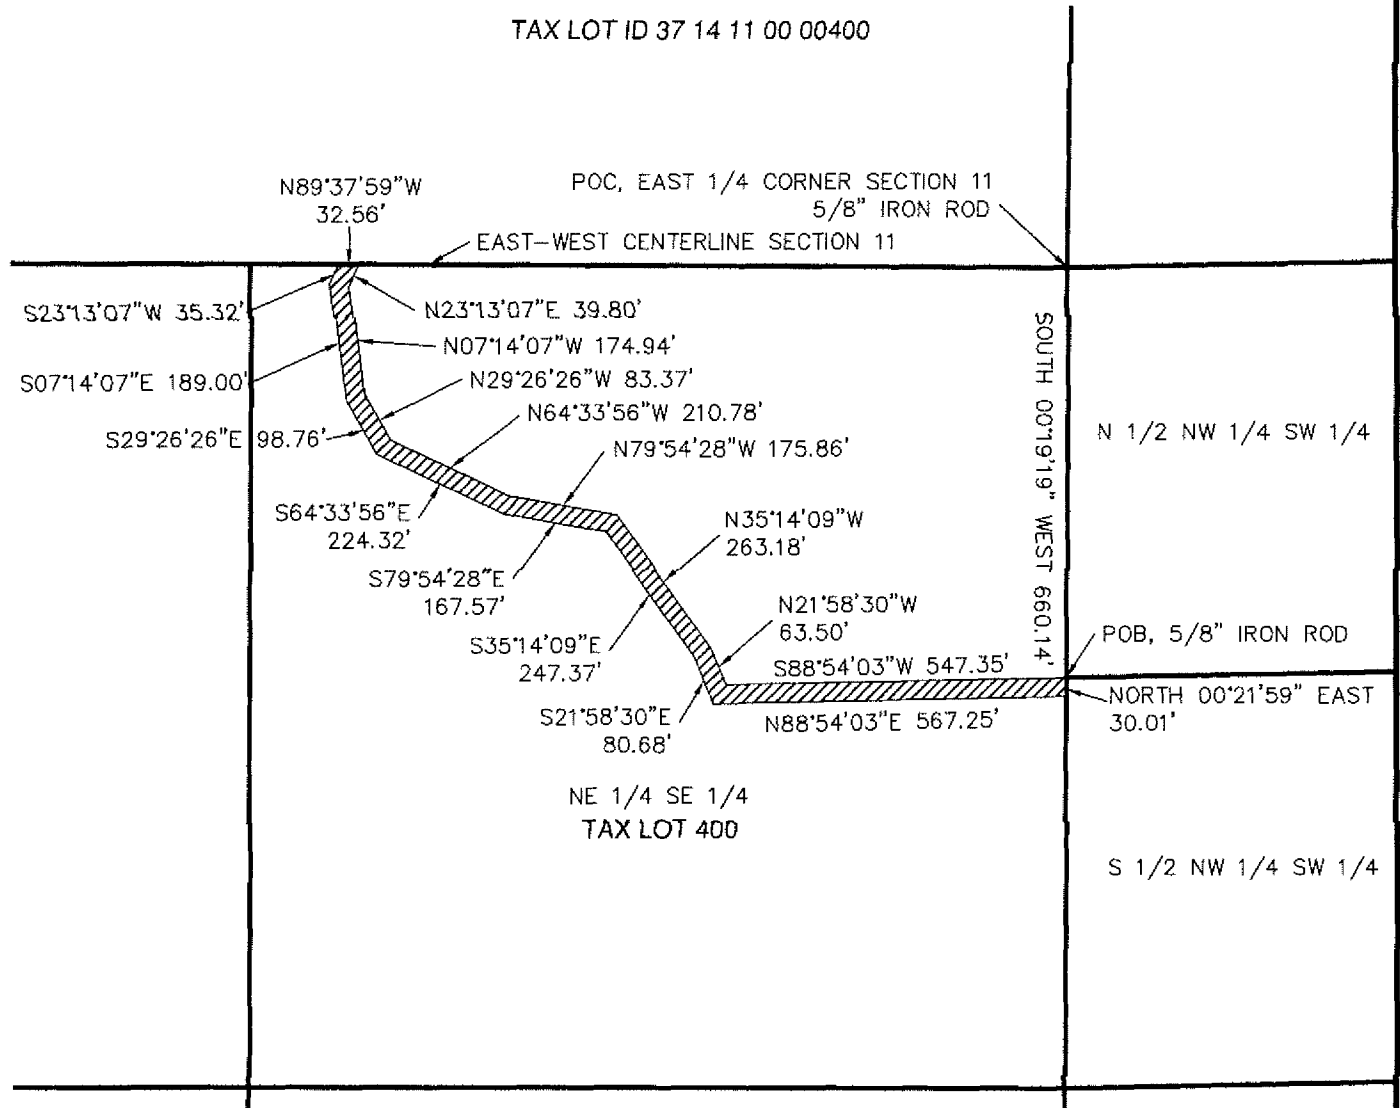 TAX LOT ID 37 14 11 00 00400
N89°37'59"W
32.56'
POC, EAST 1/4 CORNER SECTION 11
5/8" IRON ROD
EAST-WEST CENTERLINE SECTION 11
S23°13'07"W 35.32'
N23°13'07"E 39.80'
N07°14'07"W 174.94'
S07°14'07"E 189.00'
N29°26'26"W 83.37'
N64°33'56"W 210.78'
S29°26'26"E 98.76'
N79°54'28"W 175.86'
SOUTH 00°19'19" WEST 660.14'
N 1/2 NW 1/4 SW 1/4
S64°33'56"E
224.32'
N35°14'09"W
263.18'
S79°54'28"E
167.57'
N21°58'30"W
63.50'
S35°14'09"E
247.37'
POB, 5/8" IRON ROD
S88°54'03"W 547.35'
S21°58'30"E
80.68'
N88°54'03"E 567.25'
NORTH 00°21'59" EAST
30.01'
NE 1/4 SE 1/4
TAX LOT 400
S 1/2 NW 1/4 SW 1/4